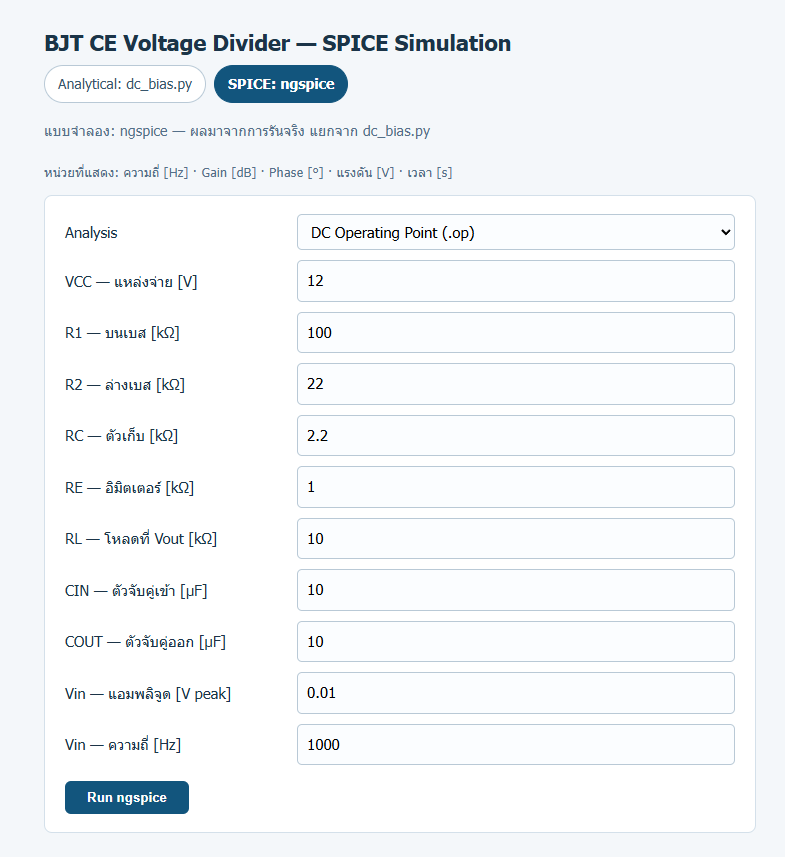 BJT CE Voltage Divider — SPICE Simulation
Analytical: dc_bias.py SPICE: ngspice
แบบจำลอง: ngspice — ผลมาจากการรันจริง แยกจาก dc_bias.py
หน่วยที่แสดง: ความถี่ [Hz] · Gain [dB] · Phase [°] · แรงดัน [V] · เวลา [s]
Analysis DC Operating Point (.op)
VCC — แหล่งจ่าย [V] 12
R1 — บนเบส [kΩ] 100
R2 — ล่างเบส [kΩ] 22
RC — ตัวเก็บ [kΩ] 2.2
RE — อิมิตเตอร์ [kΩ] 1
RL — โหลดที่ Vout [kΩ] 10
CIN — ตัวจับคู่เข้า [µF] 10
COUT — ตัวจับคู่ออก [µF] 10
Vin — แอมพลิจูด [V peak] 0.01
Vin — ความถี่ [Hz] 1000
Run ngspice